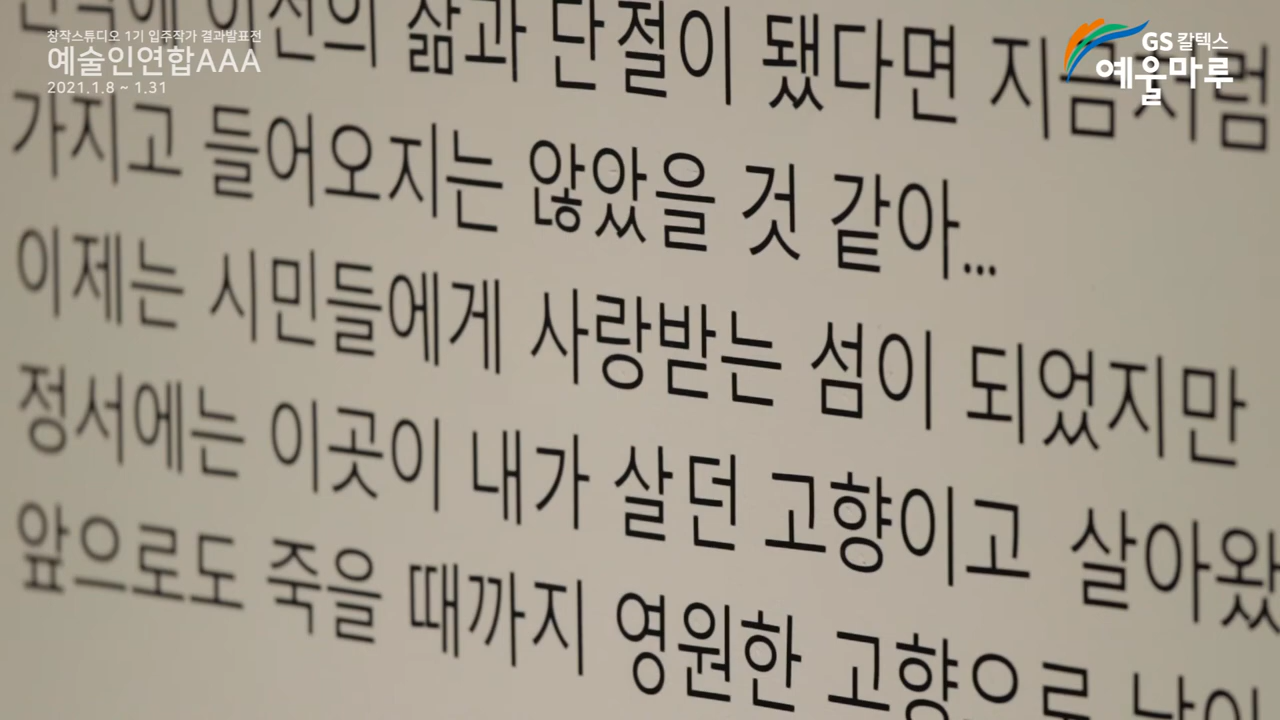 창작스튜디오 1기 입주작가 결과발표전
예술인연합AAA
2021.1.8 ~ 1.31
GS칼텍스
예울마루
이전의 삶과 단절이 됐다면 지금처럼
가지고 들어오지는 않았을 것 같아...
이제는 시민들에게 사랑받는 섬이 되었지만
정서에는 이곳이 내가 살던 고향이고 살아왔
앞으로도 죽을 때까지 영원한 고향으로